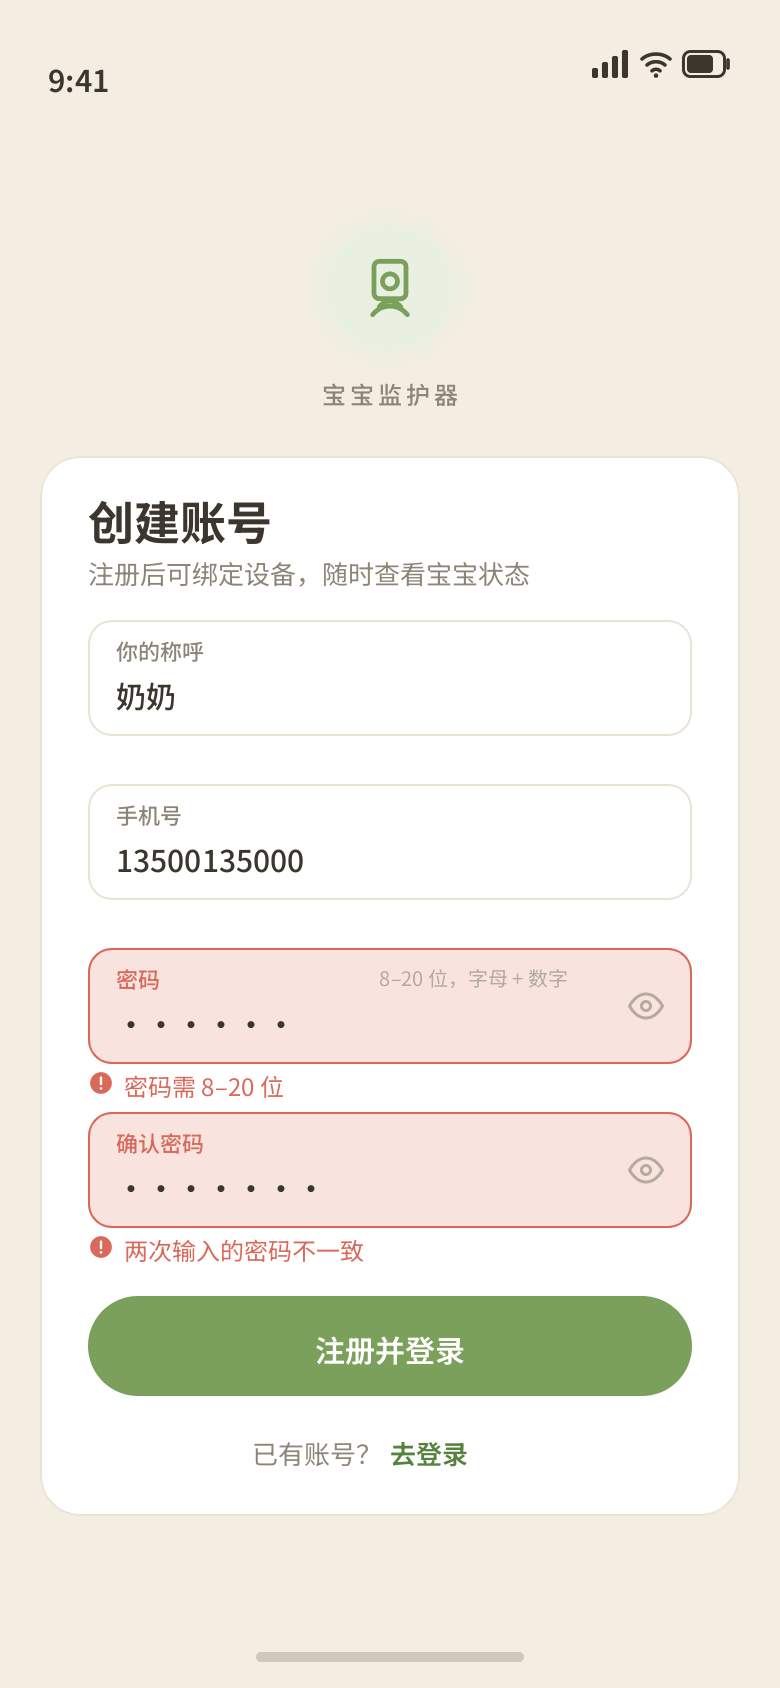 9:41
宝宝监护器
创建账号
注册后可绑定设备，随时查看宝宝状态
你的称呼
奶奶
手机号
13500135000
密码
8–20 位，字母 + 数字
••••••
密码需 8–20 位
确认密码
•••••••
两次输入的密码不一致
注册并登录
已有账号？ 去登录